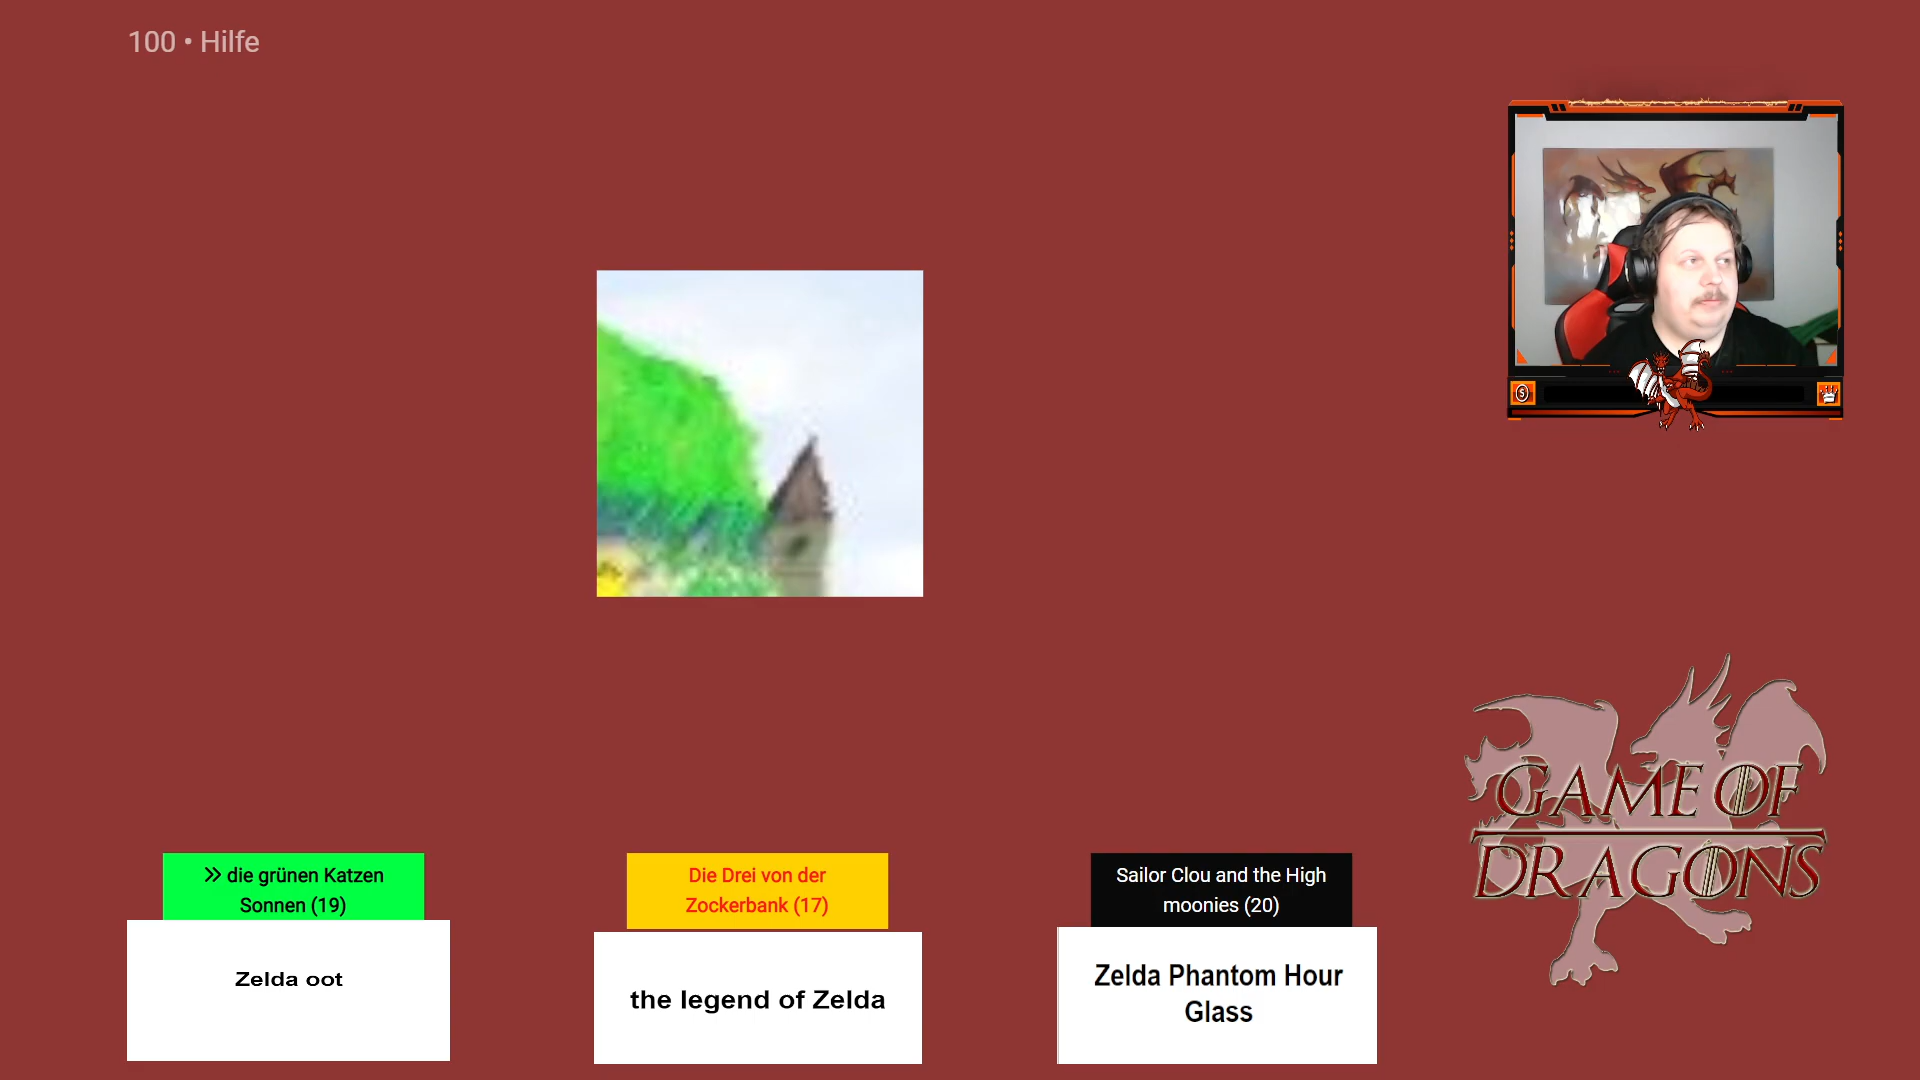 100 • Hilfe
die grünen Katzen
Sonnen (19)
Zelda oot
Die Drei von der
Zockerbank (17)
the legend of Zelda
Sailor Clou and the High
moonies (20)
Zelda Phantom Hour
Glass
GAME OF
DRAGONS